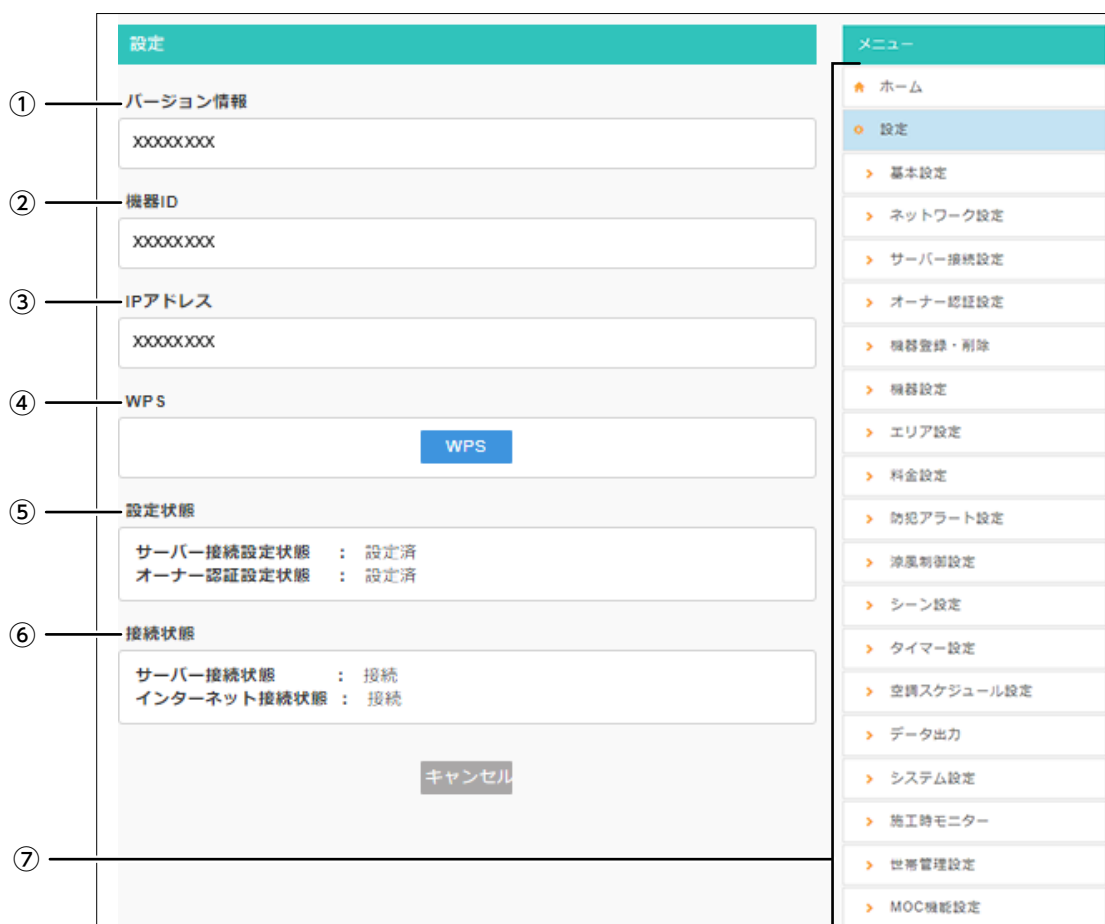 設定
① バージョン情報
XXXXXXXX
② 機器ID
XXXXXXXX
③ IPアドレス
XXXXXXXX
④ WPS
WPS
⑤ 設定状態
サーバー接続設定状態 : 設定済
オーナー認証設定状態 : 設定済
⑥ 接続状態
サーバー接続状態 : 接続
インターネット接続状態 : 接続
キャンセル
⑦
メニュー
ホーム
設定
基本設定
ネットワーク設定
サーバー接続設定
オーナー認証設定
機器登録・削除
機器設定
エリア設定
料金設定
防犯アラート設定
涼風制御設定
シーン設定
タイマー設定
空調スケジュール設定
データ出力
システム設定
施工時モニター
世帯管理設定
MOC機能設定